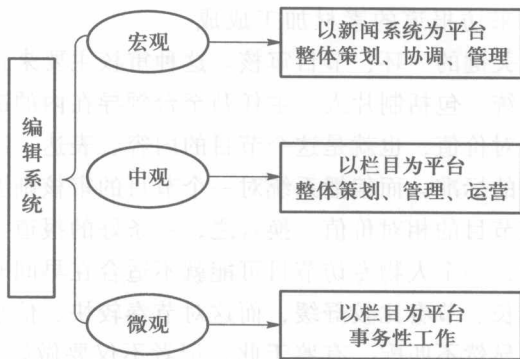 编辑系统
宏观
以新闻系统为平台
整体策划、协调、管理
中观
以栏目为平台
整体策划、管理、运营
微观
以栏目为平台
事务性工作